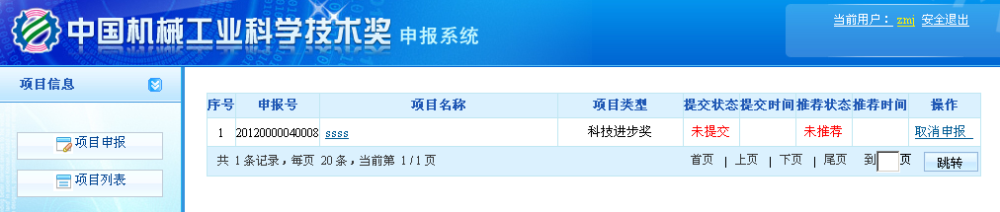 中国机械工业科学技术奖 申报系统
当前用户： zmj 安全退出
项目信息
项目申报
项目列表
序号 申报号 项目名称 项目类型 提交状态 提交时间 推荐状态 推荐时间 操作
1 20120000040008 ssss 科技进步奖 未提交 未推荐 取消申报
共 1 条记录，每页 20 条，当前第 1 / 1 页 首页 | 上页 | 下页 | 尾页 到 页 跳转